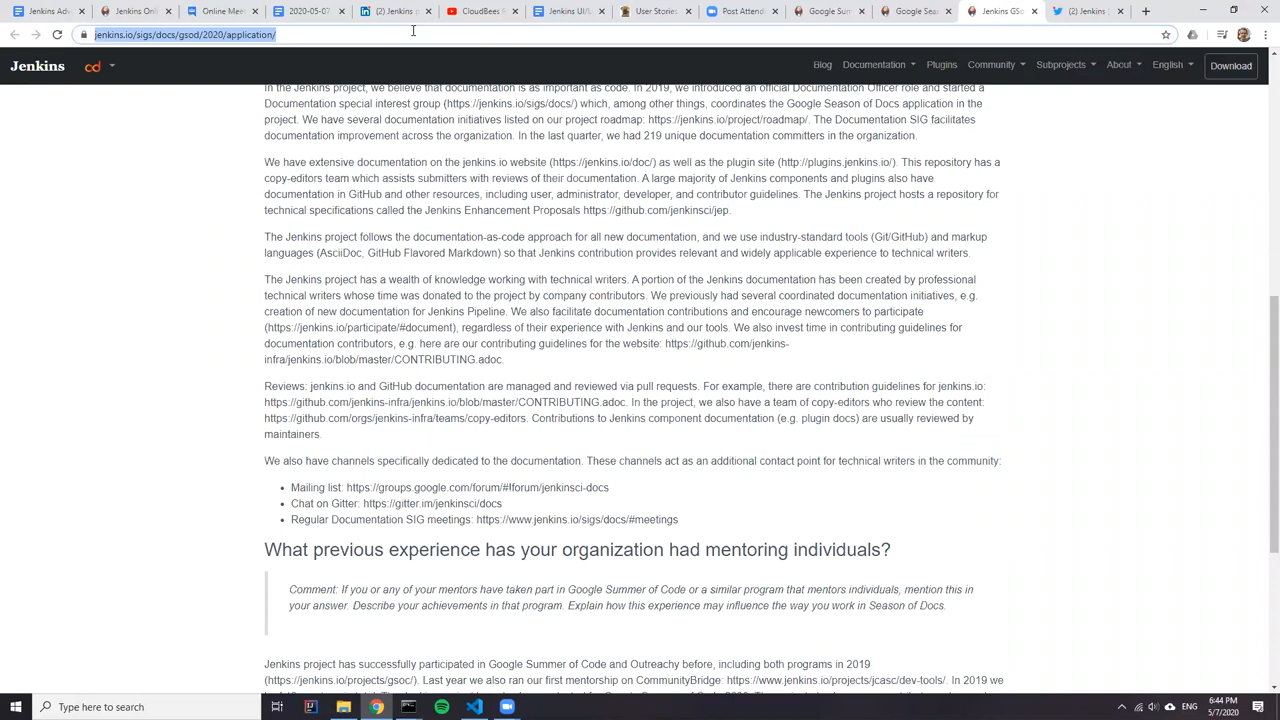 Jenkins Adv
Jenkins Onli
Online Meet
2020-05-07
(2) Jenkins p
CloudBees S
Jenkins UI/U
User Stories
Post Attende
Google Sum
Google Seas
Jenkins GSo
(2) Jenkins
jenkins.io/sigs/docs/gsod/2020/application/
Jenkins
cd
Blog Documentation Plugins Community Subprojects About English Download
In the Jenkins project, we believe that documentation is as important as code. In 2019, we introduced an official Documentation Officer role and started a
Documentation special interest group (https://jenkins.io/sigs/docs/) which, among other things, coordinates the Google Season of Docs application in the
project. We have several documentation initiatives listed on our project roadmap: https://jenkins.io/project/roadmap/. The Documentation SIG facilitates
documentation improvement across the organization. In the last quarter, we had 219 unique documentation committers in the organization.
We have extensive documentation on the jenkins.io website (https://jenkins.io/doc/) as well as the plugin site (http://plugins.jenkins.io/). This repository has a
copy-editors team which assists submitters with reviews of their documentation. A large majority of Jenkins components and plugins also have
documentation in GitHub and other resources, including user, administrator, developer, and contributor guidelines. The Jenkins project hosts a repository for
technical specifications called the Jenkins Enhancement Proposals https://github.com/jenkinsci/jep.
The Jenkins project follows the documentation-as-code approach for all new documentation, and we use industry-standard tools (Git/GitHub) and markup
languages (AsciiDoc, GitHub Flavored Markdown) so that Jenkins contribution provides relevant and widely applicable experience to technical writers.
The Jenkins project has a wealth of knowledge working with technical writers. A portion of the Jenkins documentation has been created by professional
technical writers whose time was donated to the project by company contributors. We previously had several coordinated documentation initiatives, e.g.
creation of new documentation for Jenkins Pipeline. We also facilitate documentation contributions and encourage newcomers to participate
(https://jenkins.io/participate/#document), regardless of their experience with Jenkins and our tools. We also invest time in contributing guidelines for
documentation contributors, e.g. here are our contributing guidelines for the website: https://github.com/jenkins-
infra/jenkins.io/blob/master/CONTRIBUTING.adoc.
Reviews: jenkins.io and GitHub documentation are managed and reviewed via pull requests. For example, there are contribution guidelines for jenkins.io:
https://github.com/jenkins-infra/jenkins.io/blob/master/CONTRIBUTING.adoc. In the project, we also have a team of copy-editors who review the content:
https://github.com/orgs/jenkins-infra/teams/copy-editors. Contributions to Jenkins component documentation (e.g. plugin docs) are usually reviewed by
maintainers.
We also have channels specifically dedicated to the documentation. These channels act as an additional contact point for technical writers in the community:
• Mailing list: https://groups.google.com/forum/#!forum/jenkinsci-docs
• Chat on Gitter: https://gitter.im/jenkinsci/docs
• Regular Documentation SIG meetings: https://www.jenkins.io/sigs/docs/#meetings
What previous experience has your organization had mentoring individuals?
Comment: If you or any of your mentors have taken part in Google Summer of Code or a similar program that mentors individuals, mention this in
your answer. Describe your achievements in that program. Explain how this experience may influence the way you work in Season of Docs.
Jenkins project has successfully participated in Google Summer of Code and Outreachy before, including both programs in 2019
(https://jenkins.io/projects/gsoc/). Last year we also ran our first mentorship on CommunityBridge: https://www.jenkins.io/projects/jcasc/dev-tools/. In 2019 we
Type here to search
ENG
6:44 PM
5/7/2020